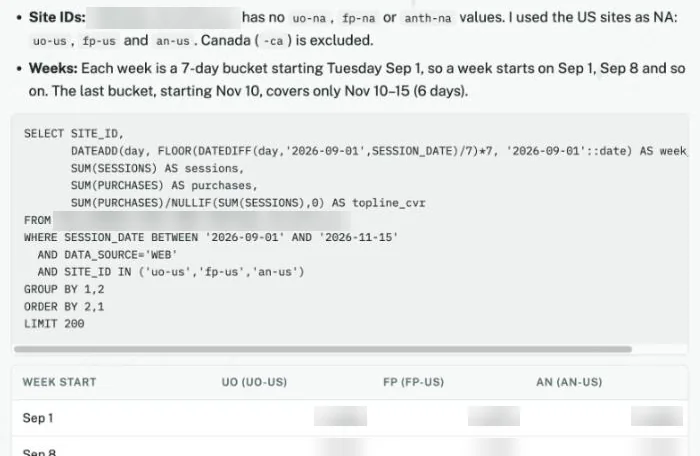 • Site IDs: has no uo-na, fp-na or anth-na values. I used the US sites as NA:
uo-us, fp-us and an-us. Canada (-ca) is excluded.
• Weeks: Each week is a 7-day bucket starting Tuesday Sep 1, so a week starts on Sep 1, Sep 8 and so
on. The last bucket, starting Nov 10, covers only Nov 10–15 (6 days).
SELECT SITE_ID,
DATEADD(day, FLOOR(DATEDIFF(day,'2026-09-01',SESSION_DATE)/7)*7, '2026-09-01'::date) AS week_
SUM(SESSIONS) AS sessions,
SUM(PURCHASES) AS purchases,
SUM(PURCHASES)/NULLIF(SUM(SESSIONS),0) AS topline_cvr
FROM
WHERE SESSION_DATE BETWEEN '2026-09-01' AND '2026-11-15'
AND DATA_SOURCE='WEB'
AND SITE_ID IN ('uo-us','fp-us','an-us')
GROUP BY 1,2
ORDER BY 2,1
LIMIT 200
WEEK START UO (UO-US) FP (FP-US) AN (AN-US)
Sep 1
Sep 8